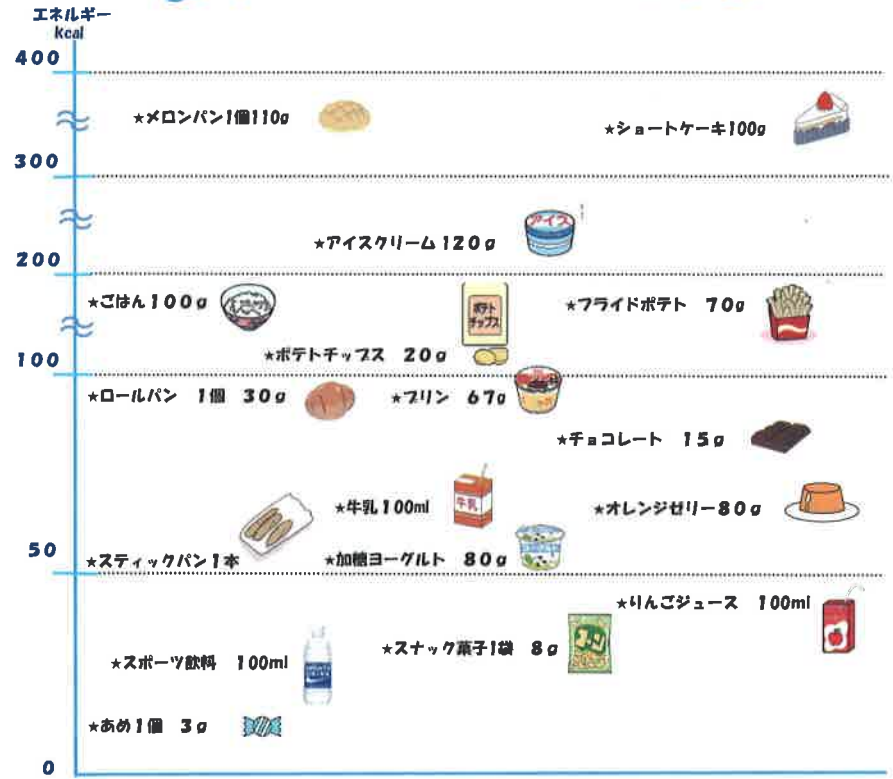 エネルギー
kcal
400
★メロンパン1個110g
★ショートケーキ100g
300
アイス
★アイスクリーム120g
200
★ごはん100g
ポテト
チップス
★フライドポテト 70g
★ポテトチップス 20g
100
★ロールパン 1個 30g
★プリン 67g
★チョコレート 15g
★牛乳100ml
牛乳
★オレンジゼリー80g
50
★スティックパン1本
★加糖ヨーグルト 80g
★りんごジュース 100ml
★スナック菓子1袋 8g
★スポーツ飲料 100ml
★あめ1個 3g
0